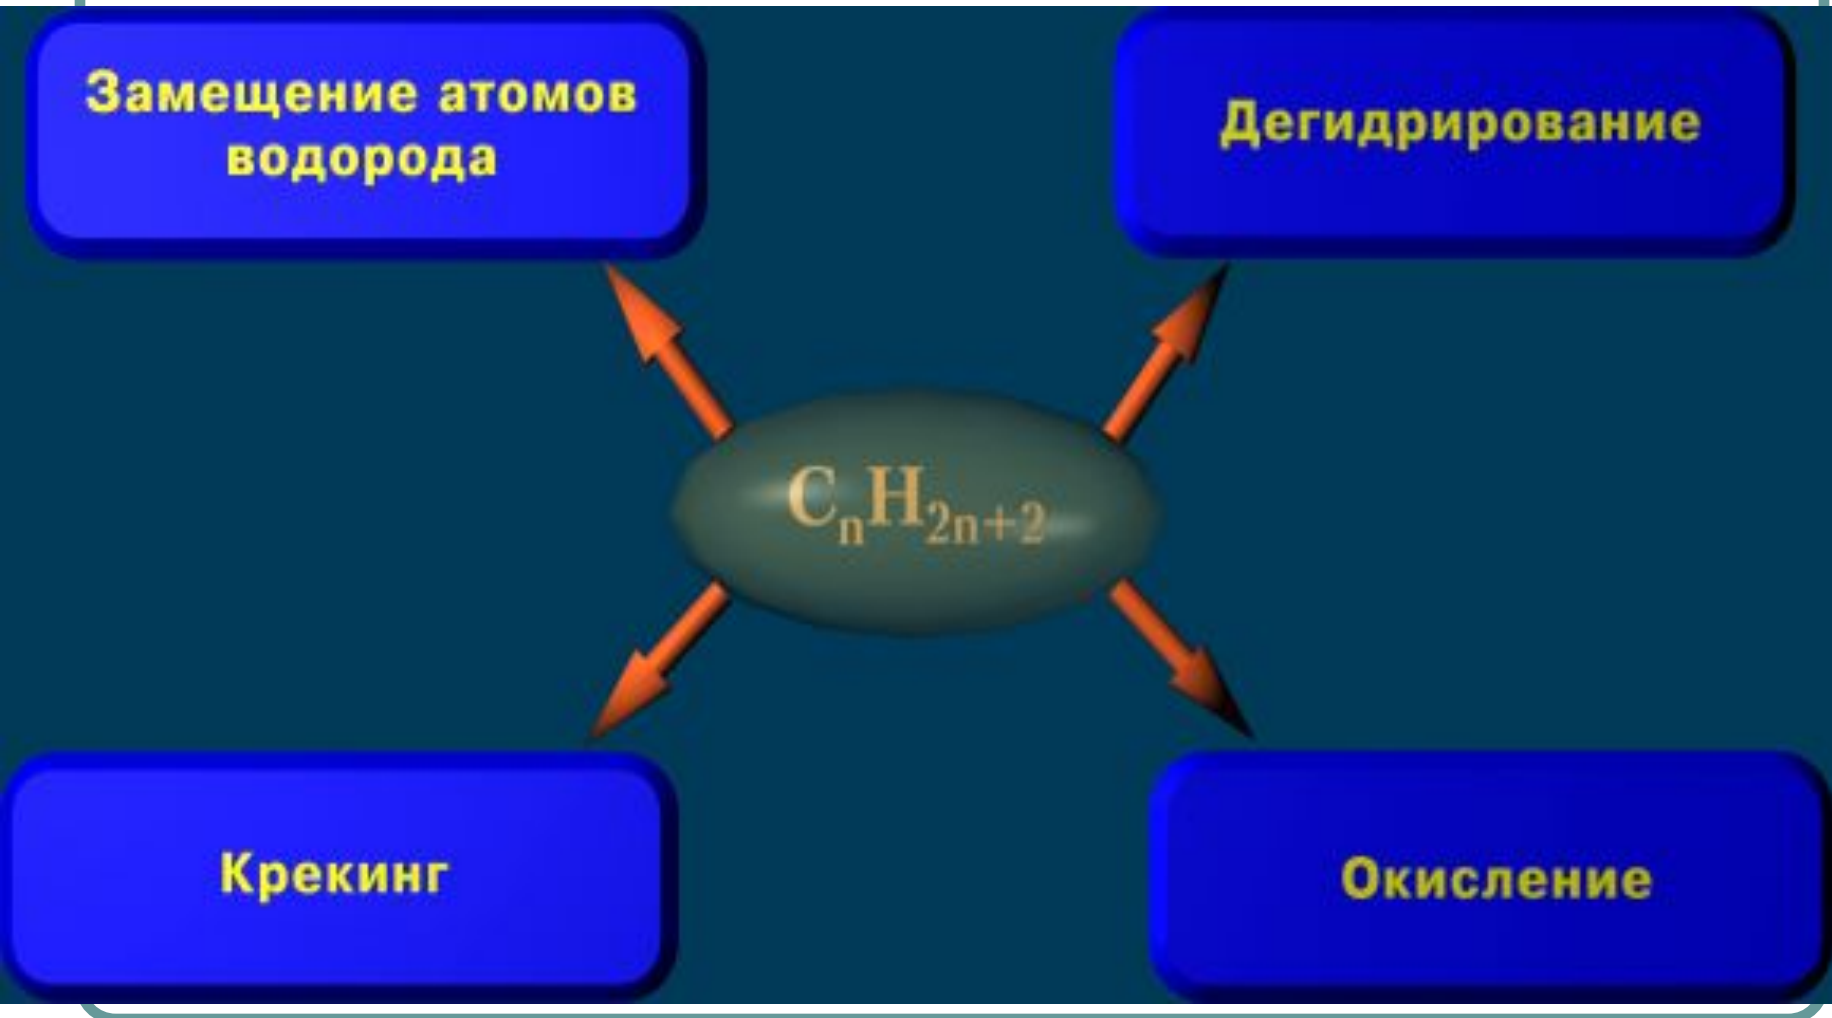 Замещение атомов
водорода
Дегидрирование
CₙH₂ₙ₊₂
Крекинг
Окисление